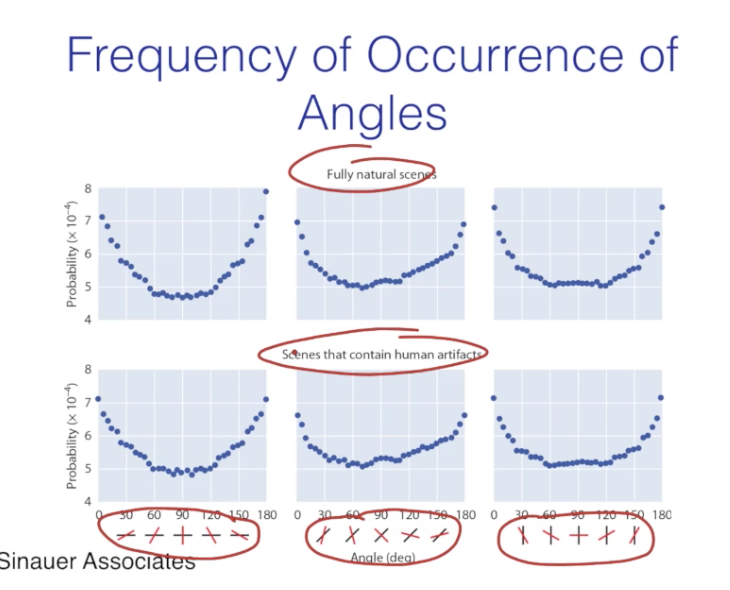 Frequency of Occurrence of
Angles
Fully natural scenes
Probability (× 10⁻⁴)
8
7
6
5
4
Scenes that contain human artifacts
Probability (× 10⁻⁴)
8
7
6
5
4
0 30 60 90 120 150 180 0 30 60 90 120 150 180 0 30 60 90 120 150 180
Angle (deg)
Sinauer Associates